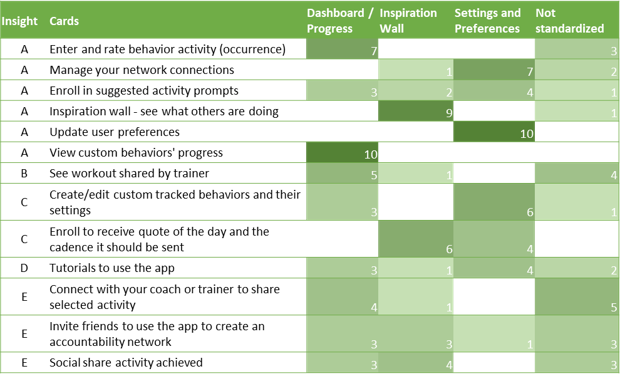 Insight Cards Dashboard / Progress Inspiration Wall Settings and Preferences Not standardized
A Enter and rate behavior activity (occurrence) 7 3
A Manage your network connections 1 7 2
A Enroll in suggested activity prompts 3 2 4 1
A Inspiration wall - see what others are doing 9 1
A Update user preferences 10
A View custom behaviors' progress 10
B See workout shared by trainer 5 1 4
C Create/edit custom tracked behaviors and their
settings 3 6 1
C Enroll to receive quote of the day and the
cadence it should be sent 6 4
D Tutorials to use the app 3 1 4 2
E Connect with your coach or trainer to share
selected activity 4 1 5
E Invite friends to use the app to create an
accountability network 3 3 1 3
E Social share activity achieved 3 4 3